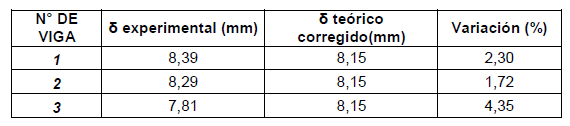 N° DE VIGA δ experimental (mm) δ teórico corregido(mm) Variación (%)
1 8,39 8,15 2,30
2 8,29 8,15 1,72
3 7,81 8,15 4,35